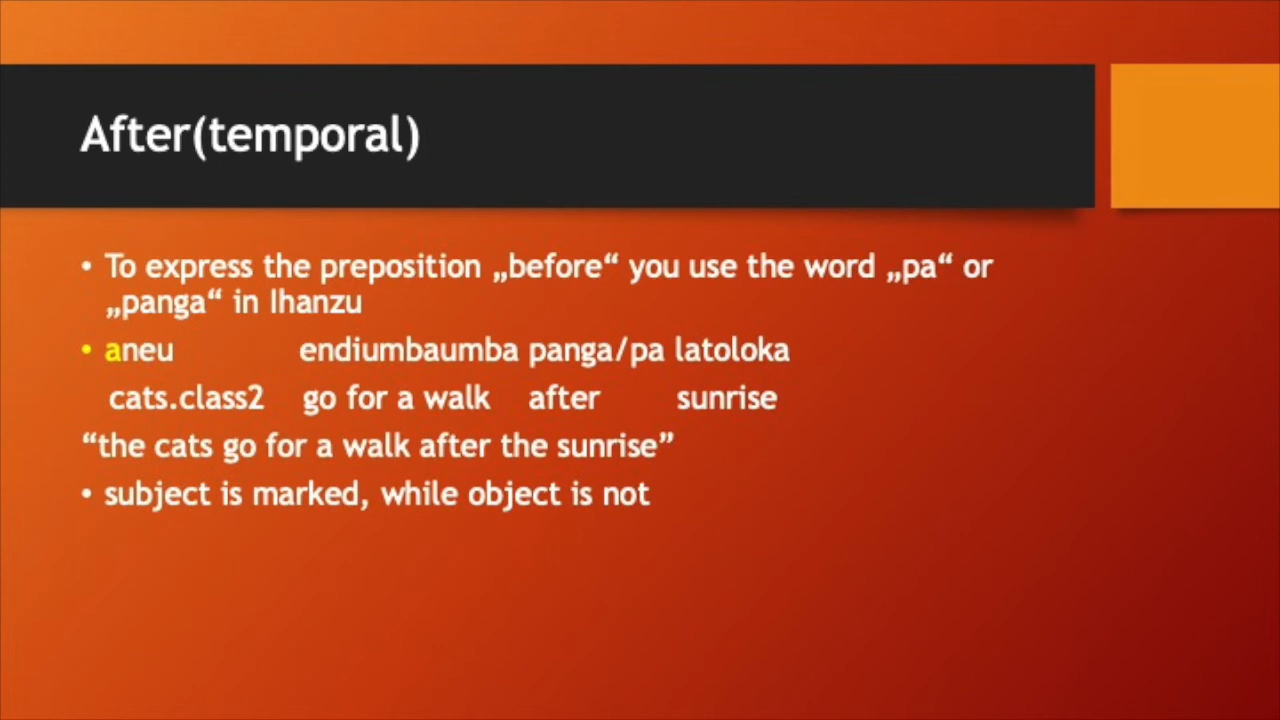 After(temporal)
• To express the preposition „before“ you use the word „pa“ or
„panga“ in Ihanzu
• aneu endiumbaumba panga/pa latoloka
cats.class2 go for a walk after sunrise
“the cats go for a walk after the sunrise”
• subject is marked, while object is not